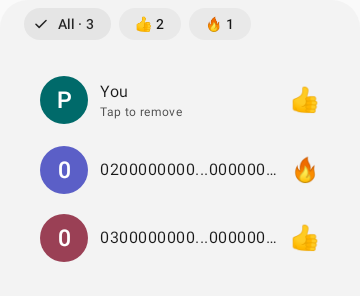 All · 3 👍 2 🔥 1
P You 👍
Tap to remove
0 0200000000...000000... 🔥
0 0300000000...000000... 👍